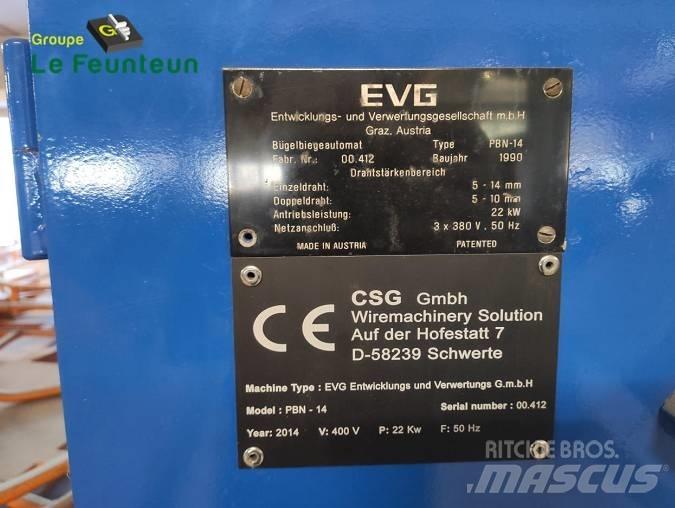 Groupe
G
Le Feunteun
EVG
Entwicklungs- und Verwertungsgesellschaft m.b.H
Graz, Austria
Bügelbiegeautomat Type PBN-14
Fabr. Nr.: 00.412 Baujahr 1990
Drahtstärkenbereich
Einzeldraht: 5 - 14 mm
Doppeldraht: 5 - 10 mm
Antriebsleistung: 22 kW
Netzanschluß: 3 x 380 V . 50 Hz
MADE IN AUSTRIA PATENTED
CE
CSG Gmbh
Wiremachinery Solution
Auf der Hofestatt 7
D-58239 Schwerte
Machine Type : EVG Entwicklungs und Verwertungs G.m.b.H
Model : PBN - 14 Serial number : 00.412
Year: 2014 V: 400 V P: 22 Kw F: 50 Hz
RITCHIE BROS.
MASCUS